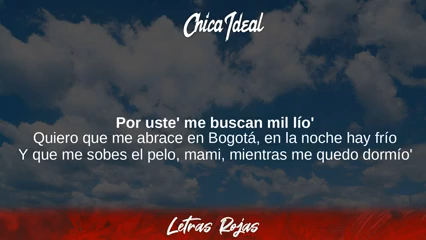 Chica Ideal
Por uste' me buscan mil lío'
Quiero que me abrace en Bogotá, en la noche hay frío
Y que me sobes el pelo, mami, mientras me quedo dormío'
Letras Rojas